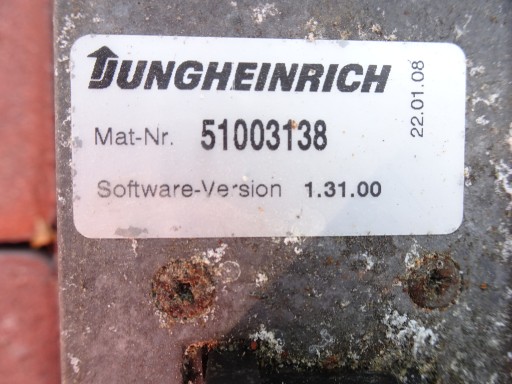 JUNGHEINRICH
Mat-Nr. 51003138
Software-Version 1.31.00
22.01.08